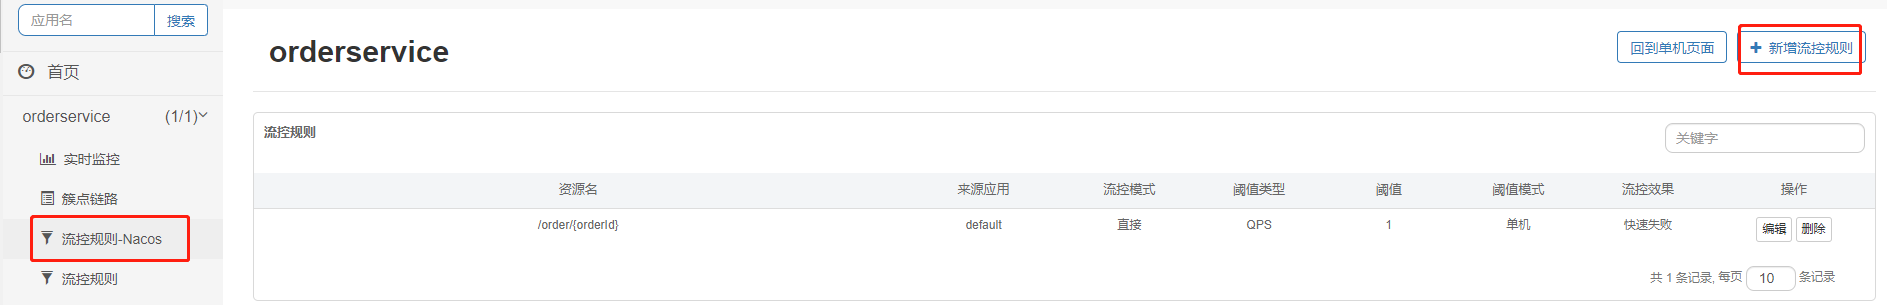 应用名 搜索
首页
orderservice (1/1)
实时监控
簇点链路
流控规则-Nacos
流控规则
orderservice
回到单机页面 + 新增流控规则
流控规则
关键字
资源名 来源应用 流控模式 阈值类型 阈值 阈值模式 流控效果 操作
/order/{orderId} default 直接 QPS 1 单机 快速失败 编辑 删除
共 1 条记录, 每页 10 条记录